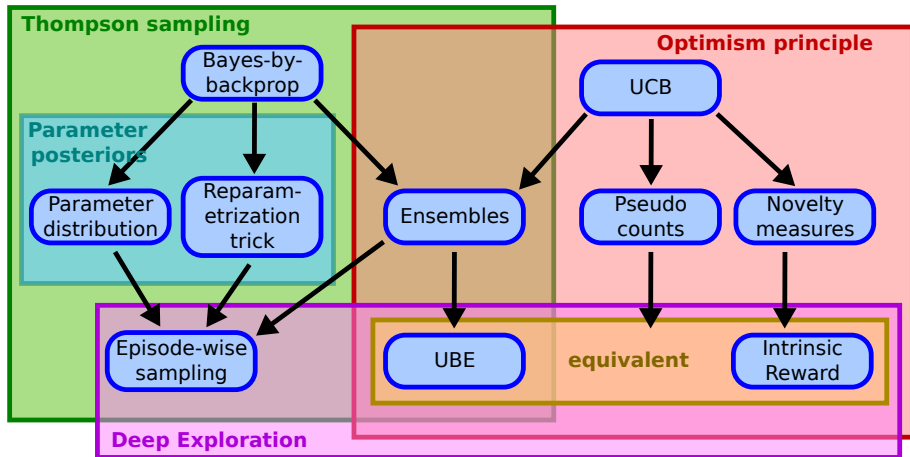 Thompson sampling
Optimism principle
Bayes-by-
backprop
UCB
Parameter
posteriors
Parameter
distribution
Reparam-
etrization
trick
Ensembles
Pseudo
counts
Novelty
measures
Episode-wise
sampling
UBE
equivalent
Intrinsic
Reward
Deep Exploration